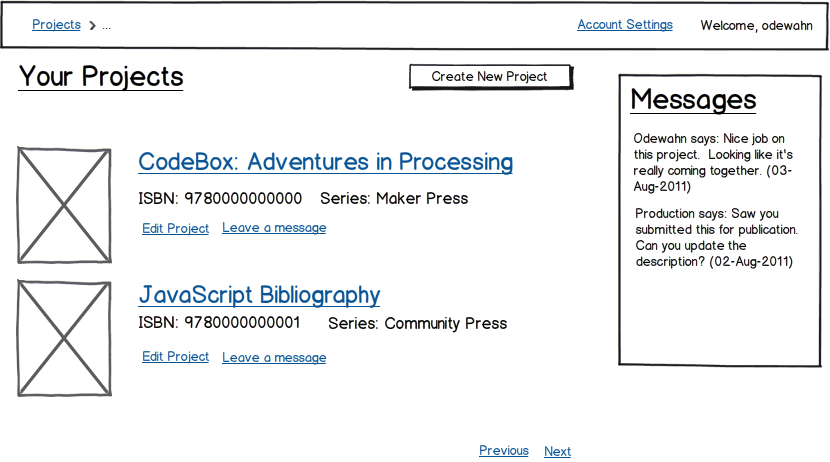 Projects > ...
Account Settings
Welcome, odewahn
Your Projects
Create New Project
CodeBox: Adventures in Processing
ISBN: 9780000000000 Series: Maker Press
Edit Project Leave a message
JavaScript Bibliography
ISBN: 9780000000001 Series: Community Press
Edit Project Leave a message
Previous Next
Messages
Odewahn says: Nice job on
this project. Looking like it's
really coming together. (03-
Aug-2011)
Production says: Saw you
submitted this for publication.
Can you update the
description? (02-Aug-2011)